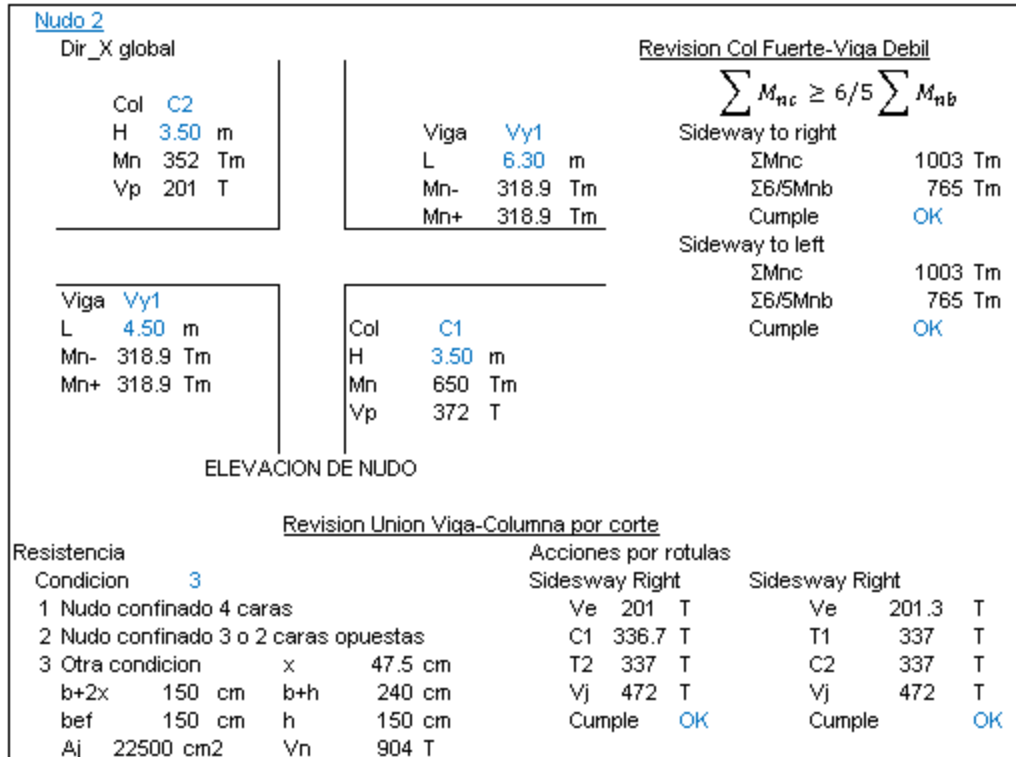 Nudo 2
Dir_X global
Revision Col Fuerte-Viga Debil
∑ Mnc ≥ 6/5 ∑ Mnb
Col C2
H 3.50 m
Mn 352 Tm
Vp 201 T
Viga Vy1
L 6.30 m
Mn- 318.9 Tm
Mn+ 318.9 Tm
Sideway to right
ΣMnc 1003 Tm
Σ6/5Mnb 765 Tm
Cumple OK
Sideway to left
ΣMnc 1003 Tm
Σ6/5Mnb 765 Tm
Cumple OK
Viga Vy1
L 4.50 m
Mn- 318.9 Tm
Mn+ 318.9 Tm
Col C1
H 3.50 m
Mn 650 Tm
Vp 372 T
ELEVACION DE NUDO
Revision Union Viga-Columna por corte
Resistencia
Condicion 3
1 Nudo confinado 4 caras
2 Nudo confinado 3 o 2 caras opuestas
3 Otra condicion x 47.5 cm
b+2x 150 cm b+h 240 cm
bef 150 cm h 150 cm
Aj 22500 cm2 Vn 904 T
Acciones por rotulas
Sidesway Right
Ve 201 T
C1 336.7 T
T2 337 T
Vj 472 T
Cumple OK
Sidesway Right
Ve 201.3 T
T1 337 T
C2 337 T
Vj 472 T
Cumple OK